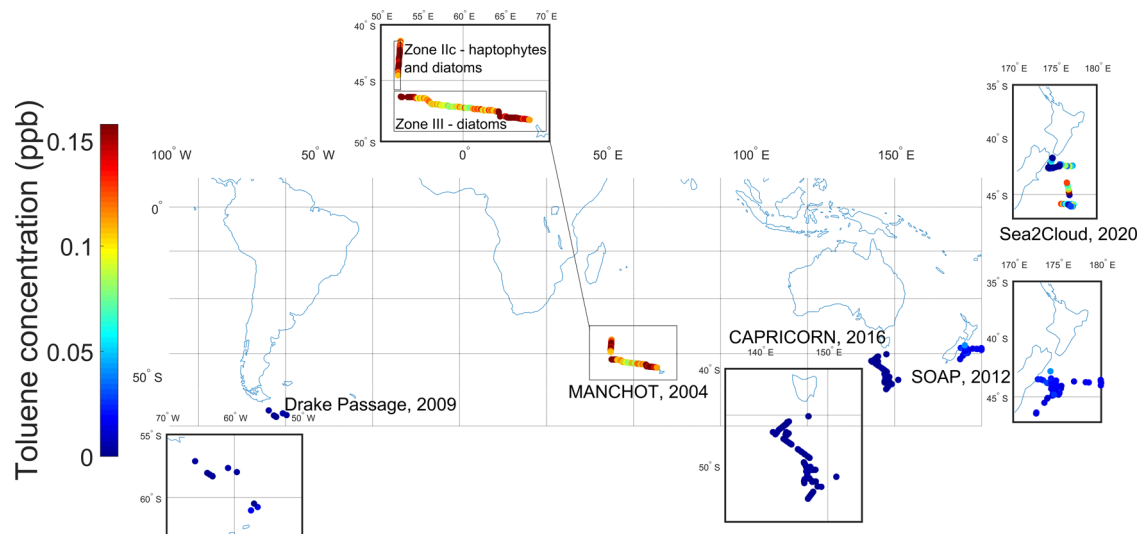 50° E 55° E 60° E 65° E 70° E
40° S
Zone IIc - haptophytes
and diatoms
45° S
Zone III - diatoms
50° S
Toluene concentration (ppb)
0.15
0.1
0.05
0
100° W 50° W 0° 50° E 100° E 150° E
0°
50° S
170° E 175° E 180° E
35° S
40° S
45° S
Sea2Cloud, 2020
170° E 175° E 180° E
35° S
40° S
45° S
SOAP, 2012
CAPRICORN, 2016
140° E 150° E
40° S
50° S
MANCHOT, 2004
Drake Passage, 2009
70° W 60° W 50° W
55° S
60° S